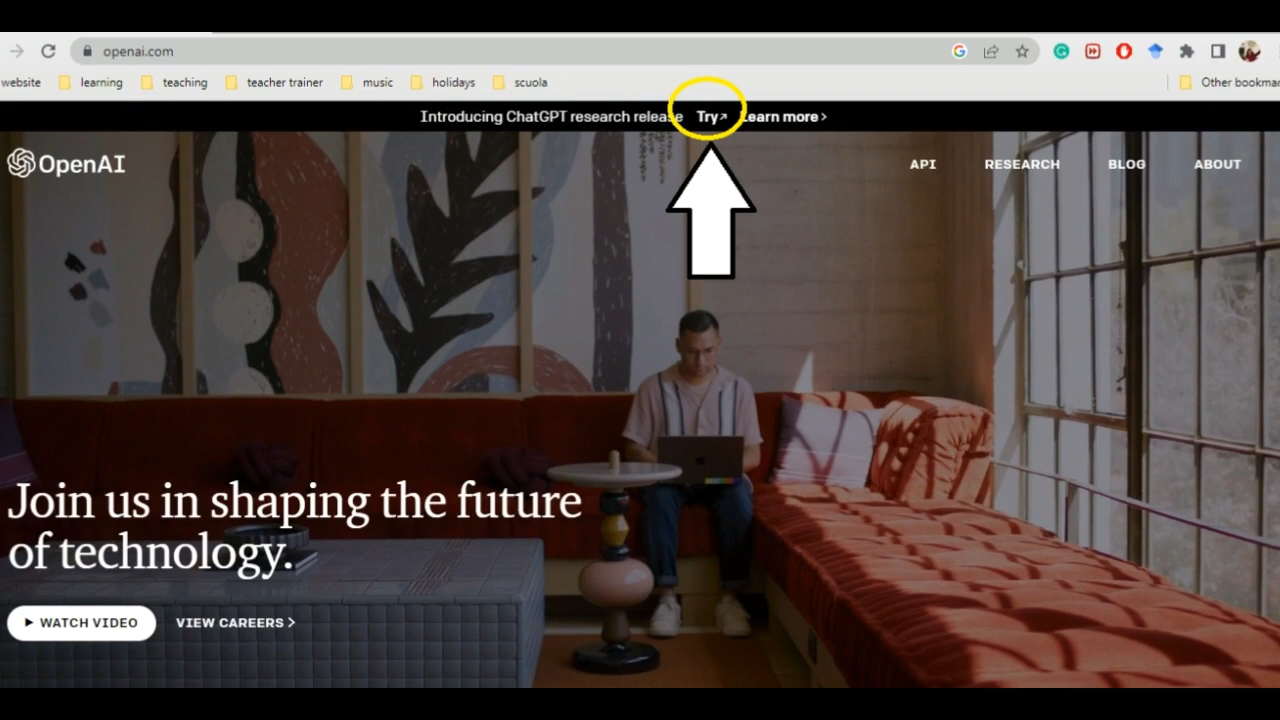 openai.com
website learning teaching teacher trainer music holidays scuola Other bookmar
Introducing ChatGPT research release Try↗ Learn more >
OpenAI API RESEARCH BLOG ABOUT
Join us in shaping the future
of technology.
WATCH VIDEO VIEW CAREERS >